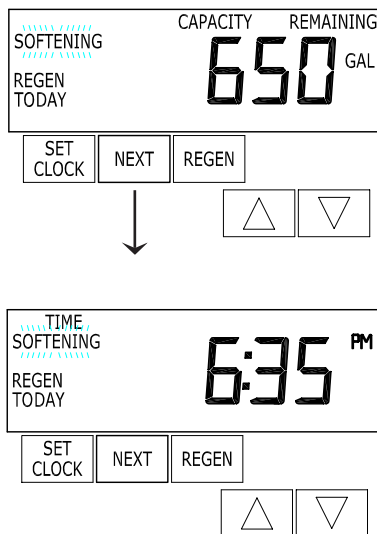 CAPACITY REMAINING
SOFTENING
650 GAL
REGEN
TODAY
SET
CLOCK
NEXT
REGEN
TIME
SOFTENING
6:35 PM
REGEN
TODAY
SET
CLOCK
NEXT
REGEN